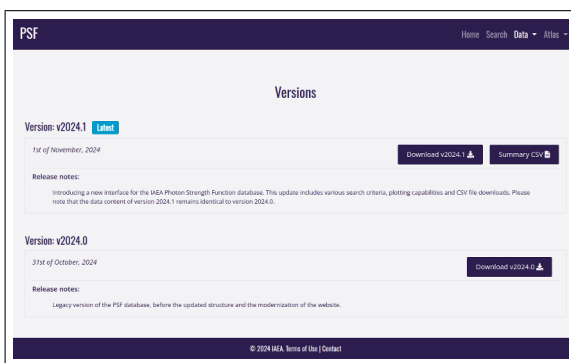 PSF
Home Search Data Atlas
Versions
Version: v2024.1 Latest
1st of November, 2024
Download v2024.1
Summary CSV
Release notes:
Introducing a new interface for the IAEA Photon Strength Function database. This update includes various search criteria, plotting capabilities and CSV file downloads. Please
note that the data content of version 2024.1 remains identical to version 2024.0.
Version: v2024.0
31st of October, 2024
Download v2024.0
Release notes:
Legacy version of the PSF database, before the updated structure and the modernization of the website.
© 2024 IAEA. Terms of Use | Contact